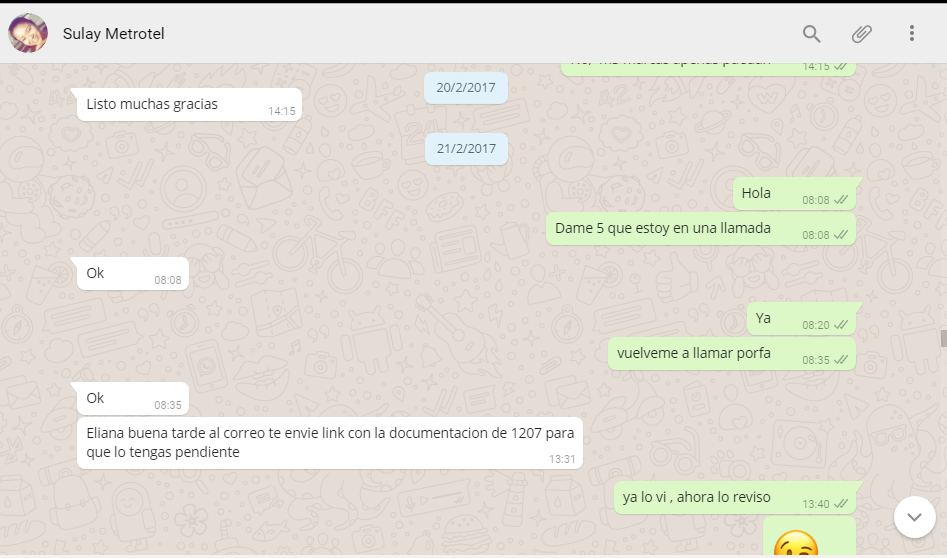 Sulay Metrotel
14:15
20/2/2017
Listo muchas gracias
14:15
21/2/2017
Hola
08:08
Dame 5 que estoy en una llamada
08:08
Ok
08:08
Ya
08:20
vuelveme a llamar porfa
08:35
Ok
08:35
Eliana buena tarde al correo te envie link con la documentacion de 1207 para
que lo tengas pendiente
13:31
ya lo vi , ahora lo reviso
13:40